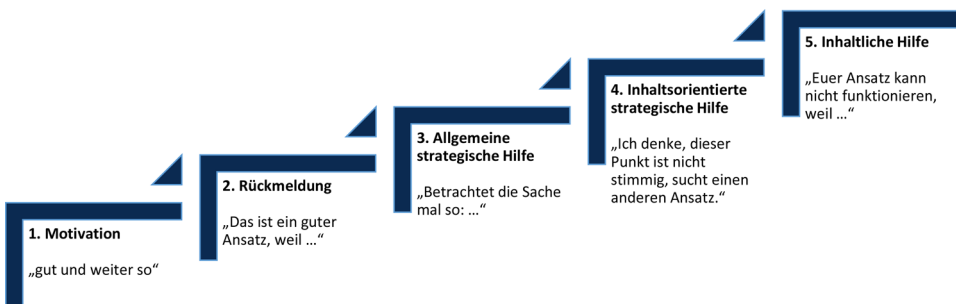 1. Motivation
„gut und weiter so“
2. Rückmeldung
„Das ist ein guter
Ansatz, weil ...“
3. Allgemeine
strategische Hilfe
„Betrachtet die Sache
mal so: ...“
4. Inhaltsorientierte
strategische Hilfe
„Ich denke, dieser
Punkt ist nicht
stimmig, sucht einen
anderen Ansatz.“
5. Inhaltliche Hilfe
„Euer Ansatz kann
nicht funktionieren,
weil ...“